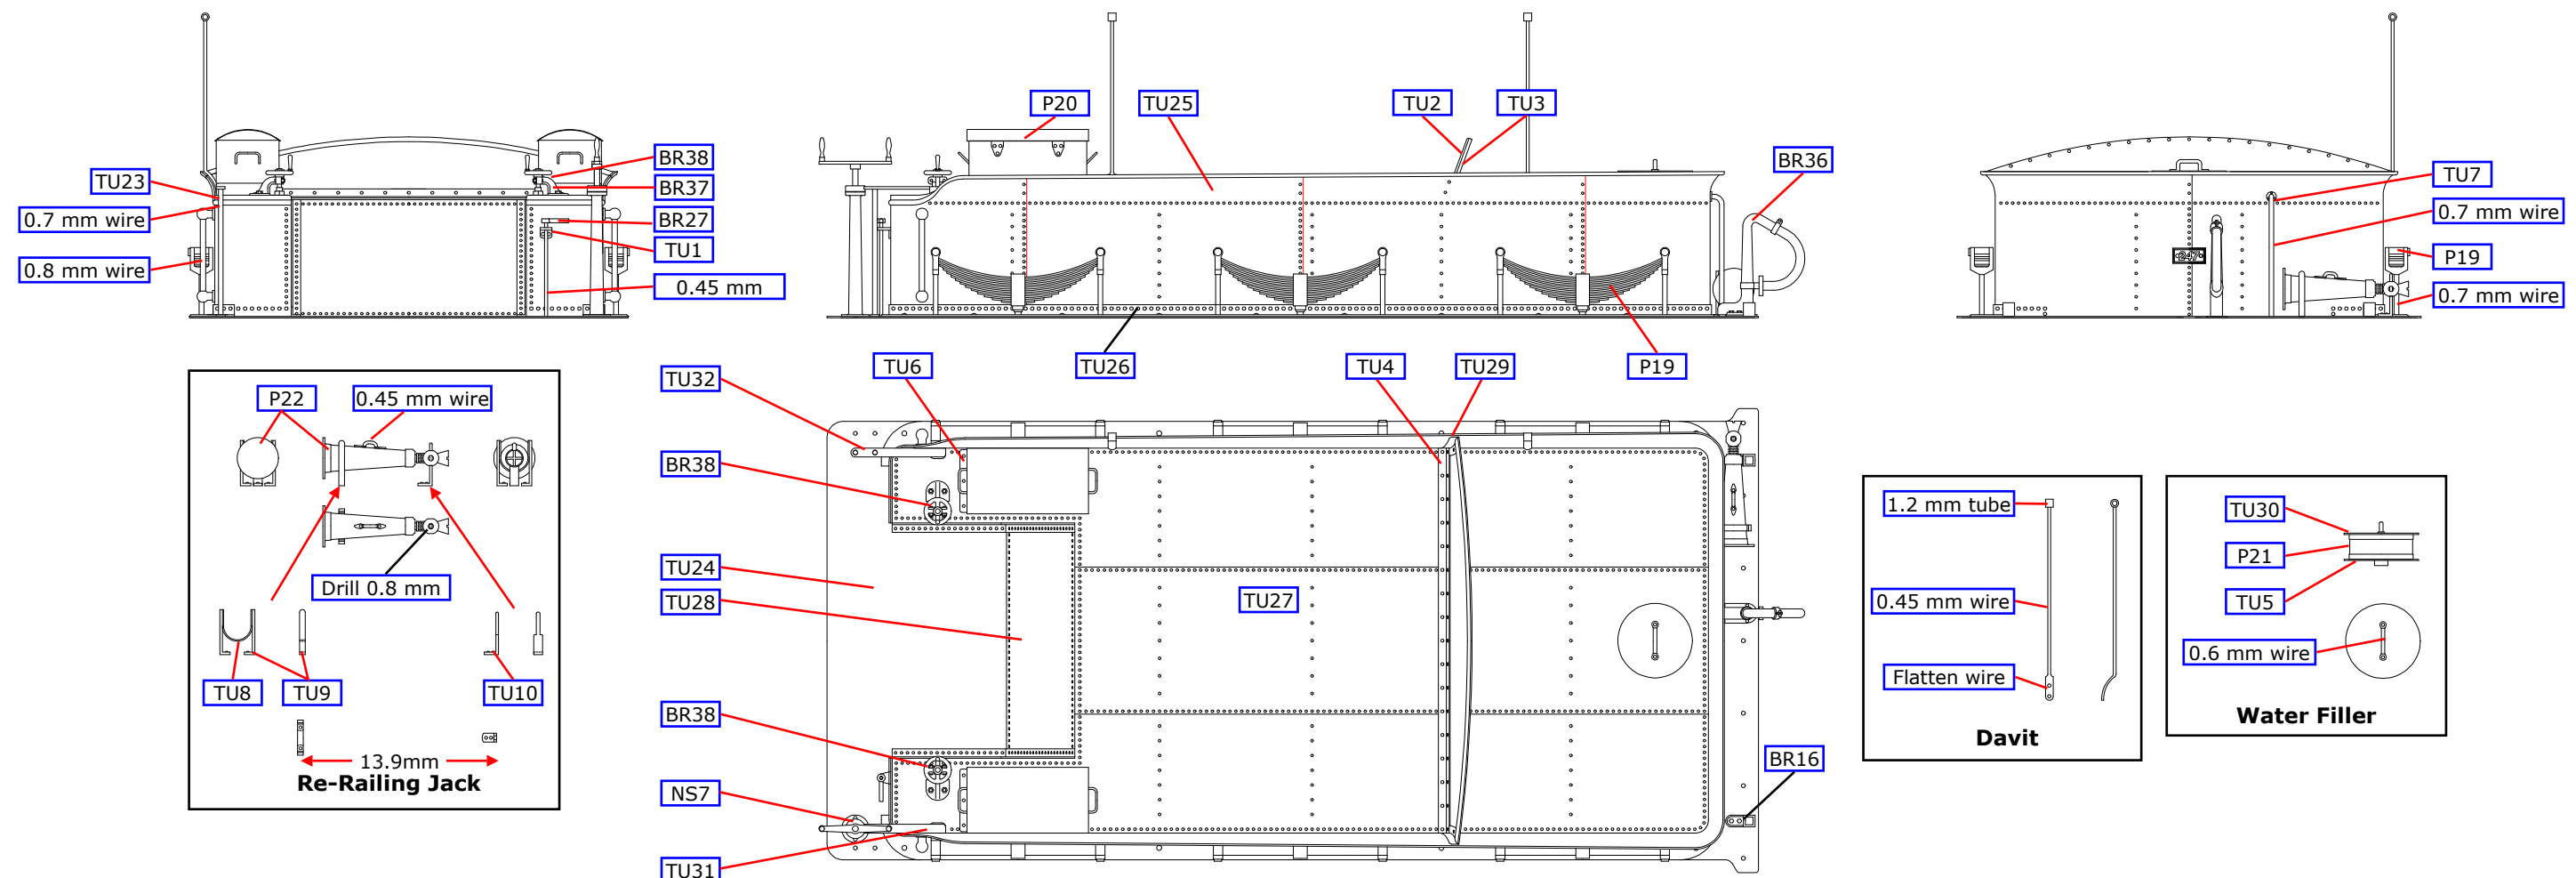 TU23
0.7 mm wire
0.8 mm wire
BR38
BR37
BR27
TU1
0.45 mm
P20
TU25
TU2
TU3
BR36
TU26
P19
TU7
0.7 mm wire
P19
0.7 mm wire
247
P22
0.45 mm wire
Drill 0.8 mm
TU8
TU9
TU10
13.9mm
Re-Railing Jack
TU32
TU6
TU4
TU29
BR38
TU24
TU28
TU27
BR38
NS7
TU31
BR16
1.2 mm tube
0.45 mm wire
Flatten wire
Davit
TU30
P21
TU5
0.6 mm wire
Water Filler